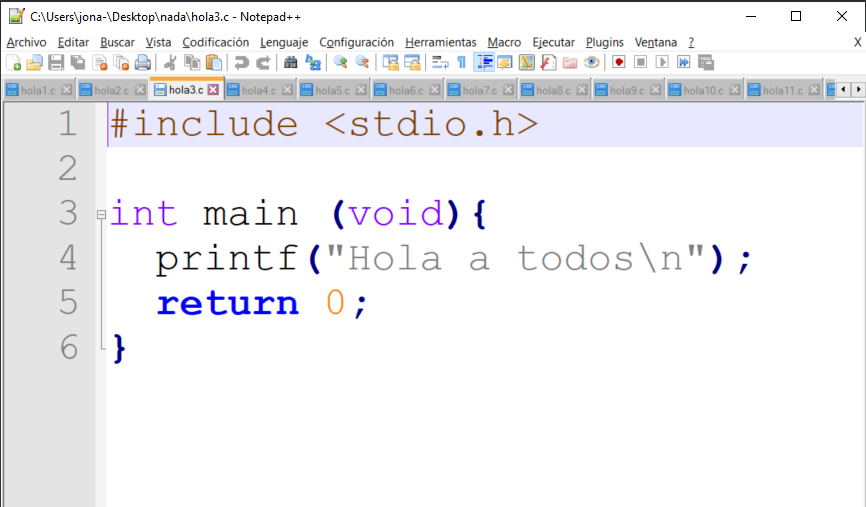 C:\Users\jona-\Desktop\nada\hola3.c - Notepad++
Archivo Editar Buscar Vista Codificación Lenguaje Configuración Herramientas Macro Ejecutar Plugins Ventana ? X
hola1.c hola2.c hola3.c hola4.c hola5.c hola6.c hola7.c hola8.c hola9.c hola10.c hola11.c
1 #include <stdio.h>
2
3 int main (void){
4 printf("Hola a todos\n");
5 return 0;
6 }